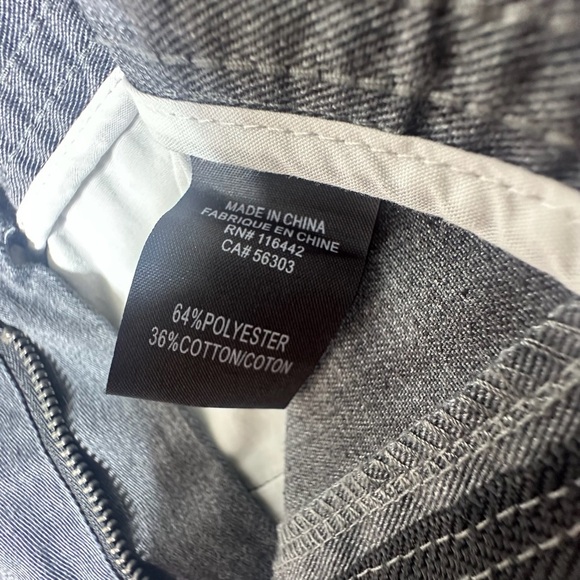 MADE IN CHINA
FABRIQUE EN CHINE
RN# 116442
CA# 56303
64%POLYESTER
36%COTTON/COTON